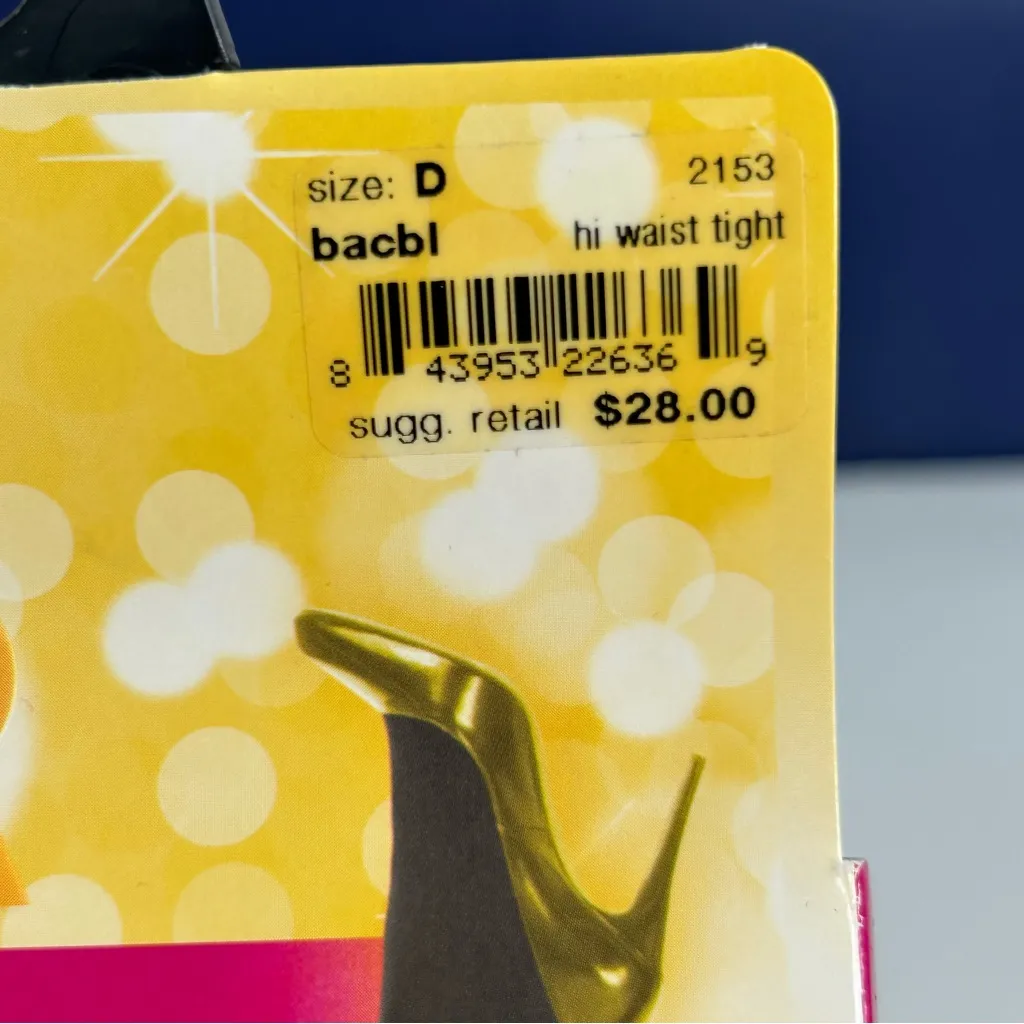 size: D 2153
bacbl hi waist tight
8 43953 22636 9
sugg. retail $28.00